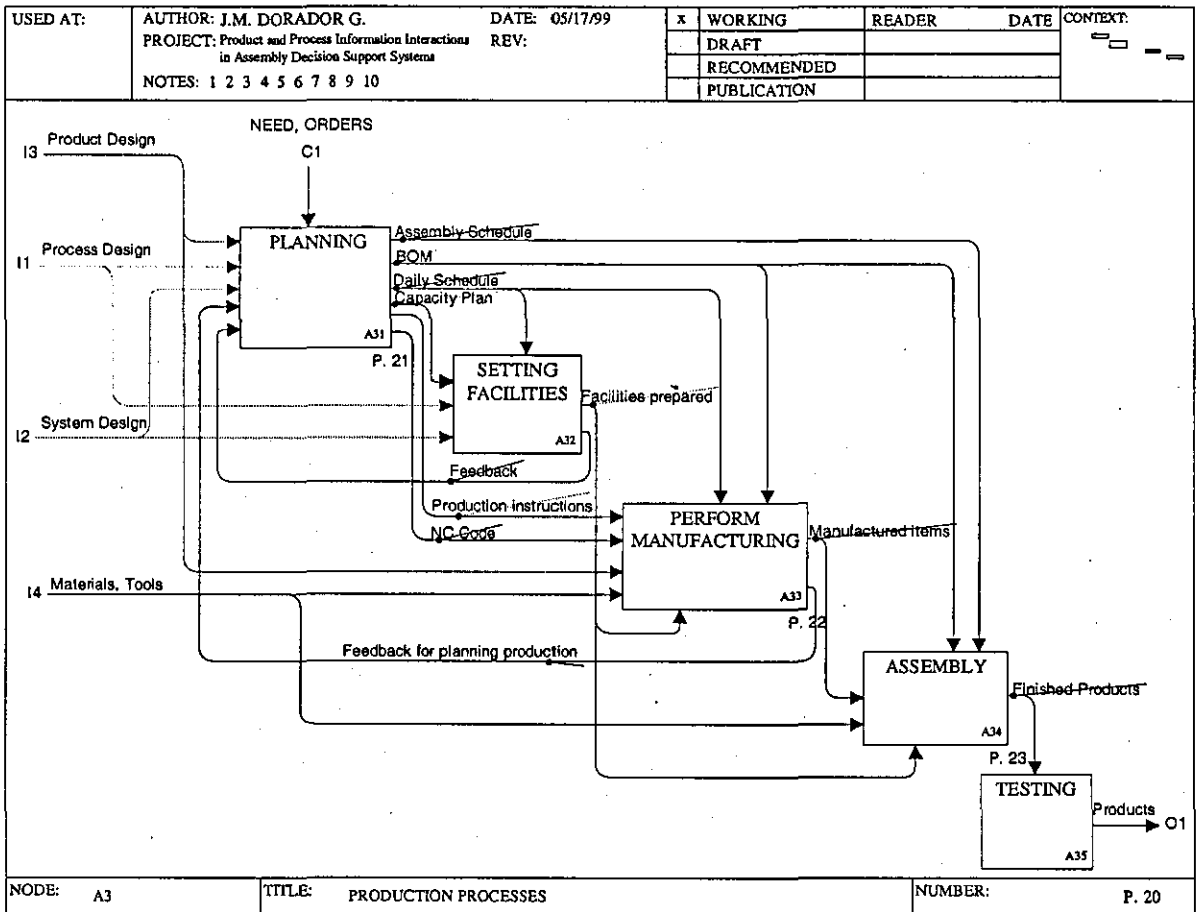 USED AT:
AUTHOR: J.M. DORADOR G.
DATE: 05/17/99
PROJECT: Product and Process Information Interactions
in Assembly Decision Support Systems
REV:
NOTES: 1 2 3 4 5 6 7 8 9 10
x WORKING
DRAFT
RECOMMENDED
PUBLICATION
READER DATE
CONTEXT:
NEED, ORDERS
C1
I3 Product Design
PLANNING
A31
P. 21
Assembly Schedule
I1 Process Design
BOM
Daily Schedule
Capacity Plan
SETTING
FACILITIES
A32
Facilities prepared
I2 System Design
Feedback
Production instructions
NC Code
PERFORM
MANUFACTURING
A33
P. 22
Manufactured items
I4 Materials, Tools
Feedback for planning production
ASSEMBLY
A34
P. 23
Finished Products
TESTING
A35
Products
O1
NODE: A3
TITLE: PRODUCTION PROCESSES
NUMBER: P. 20